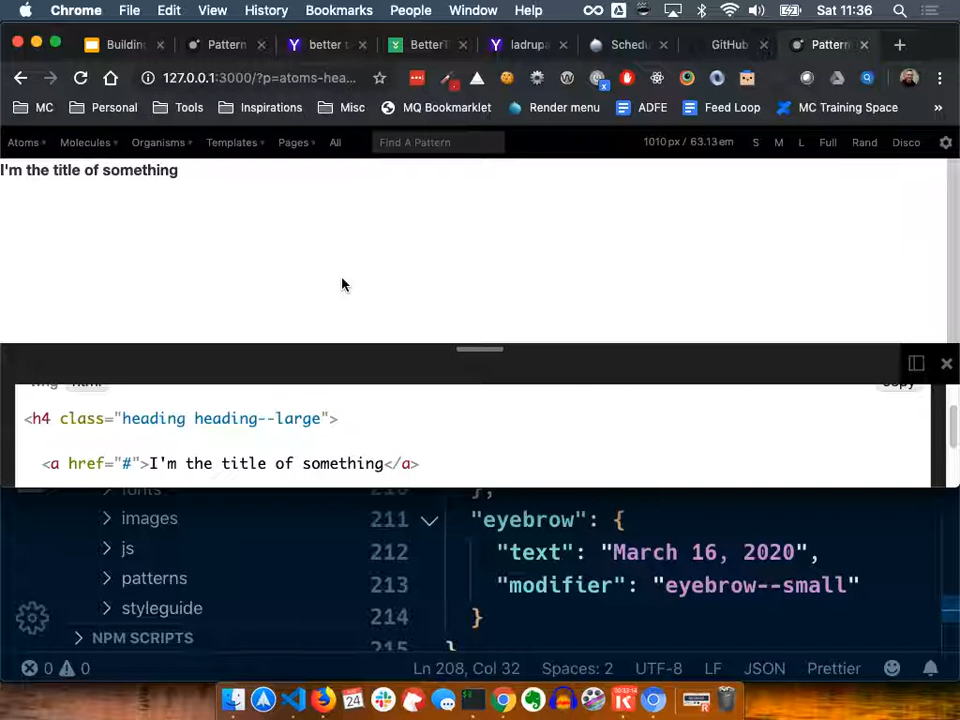 Chrome File Edit View History Bookmarks People Window Help Sat 11:36
Building Pattern better t BetterT ladrupa Schedu GitHub Pattern
127.0.0.1:3000/?p=atoms-hea...
MC Personal Tools Inspirations Misc MQ Bookmarklet Render menu ADFE Feed Loop MC Training Space »
Atoms Molecules Organisms Templates Pages All Find A Pattern 1010 px / 63.13em S M L Full Rand Disco
I'm the title of something
<h4 class="heading heading--large">
<a href="#">I'm the title of something</a>
fonts
images 211 "eyebrow": {
js 212 "text": "March 16, 2020",
patterns 213 "modifier": "eyebrow--small"
styleguide 214 }
NPM SCRIPTS 215 }
0 0 Ln 208, Col 32 Spaces: 2 UTF-8 LF JSON Prettier